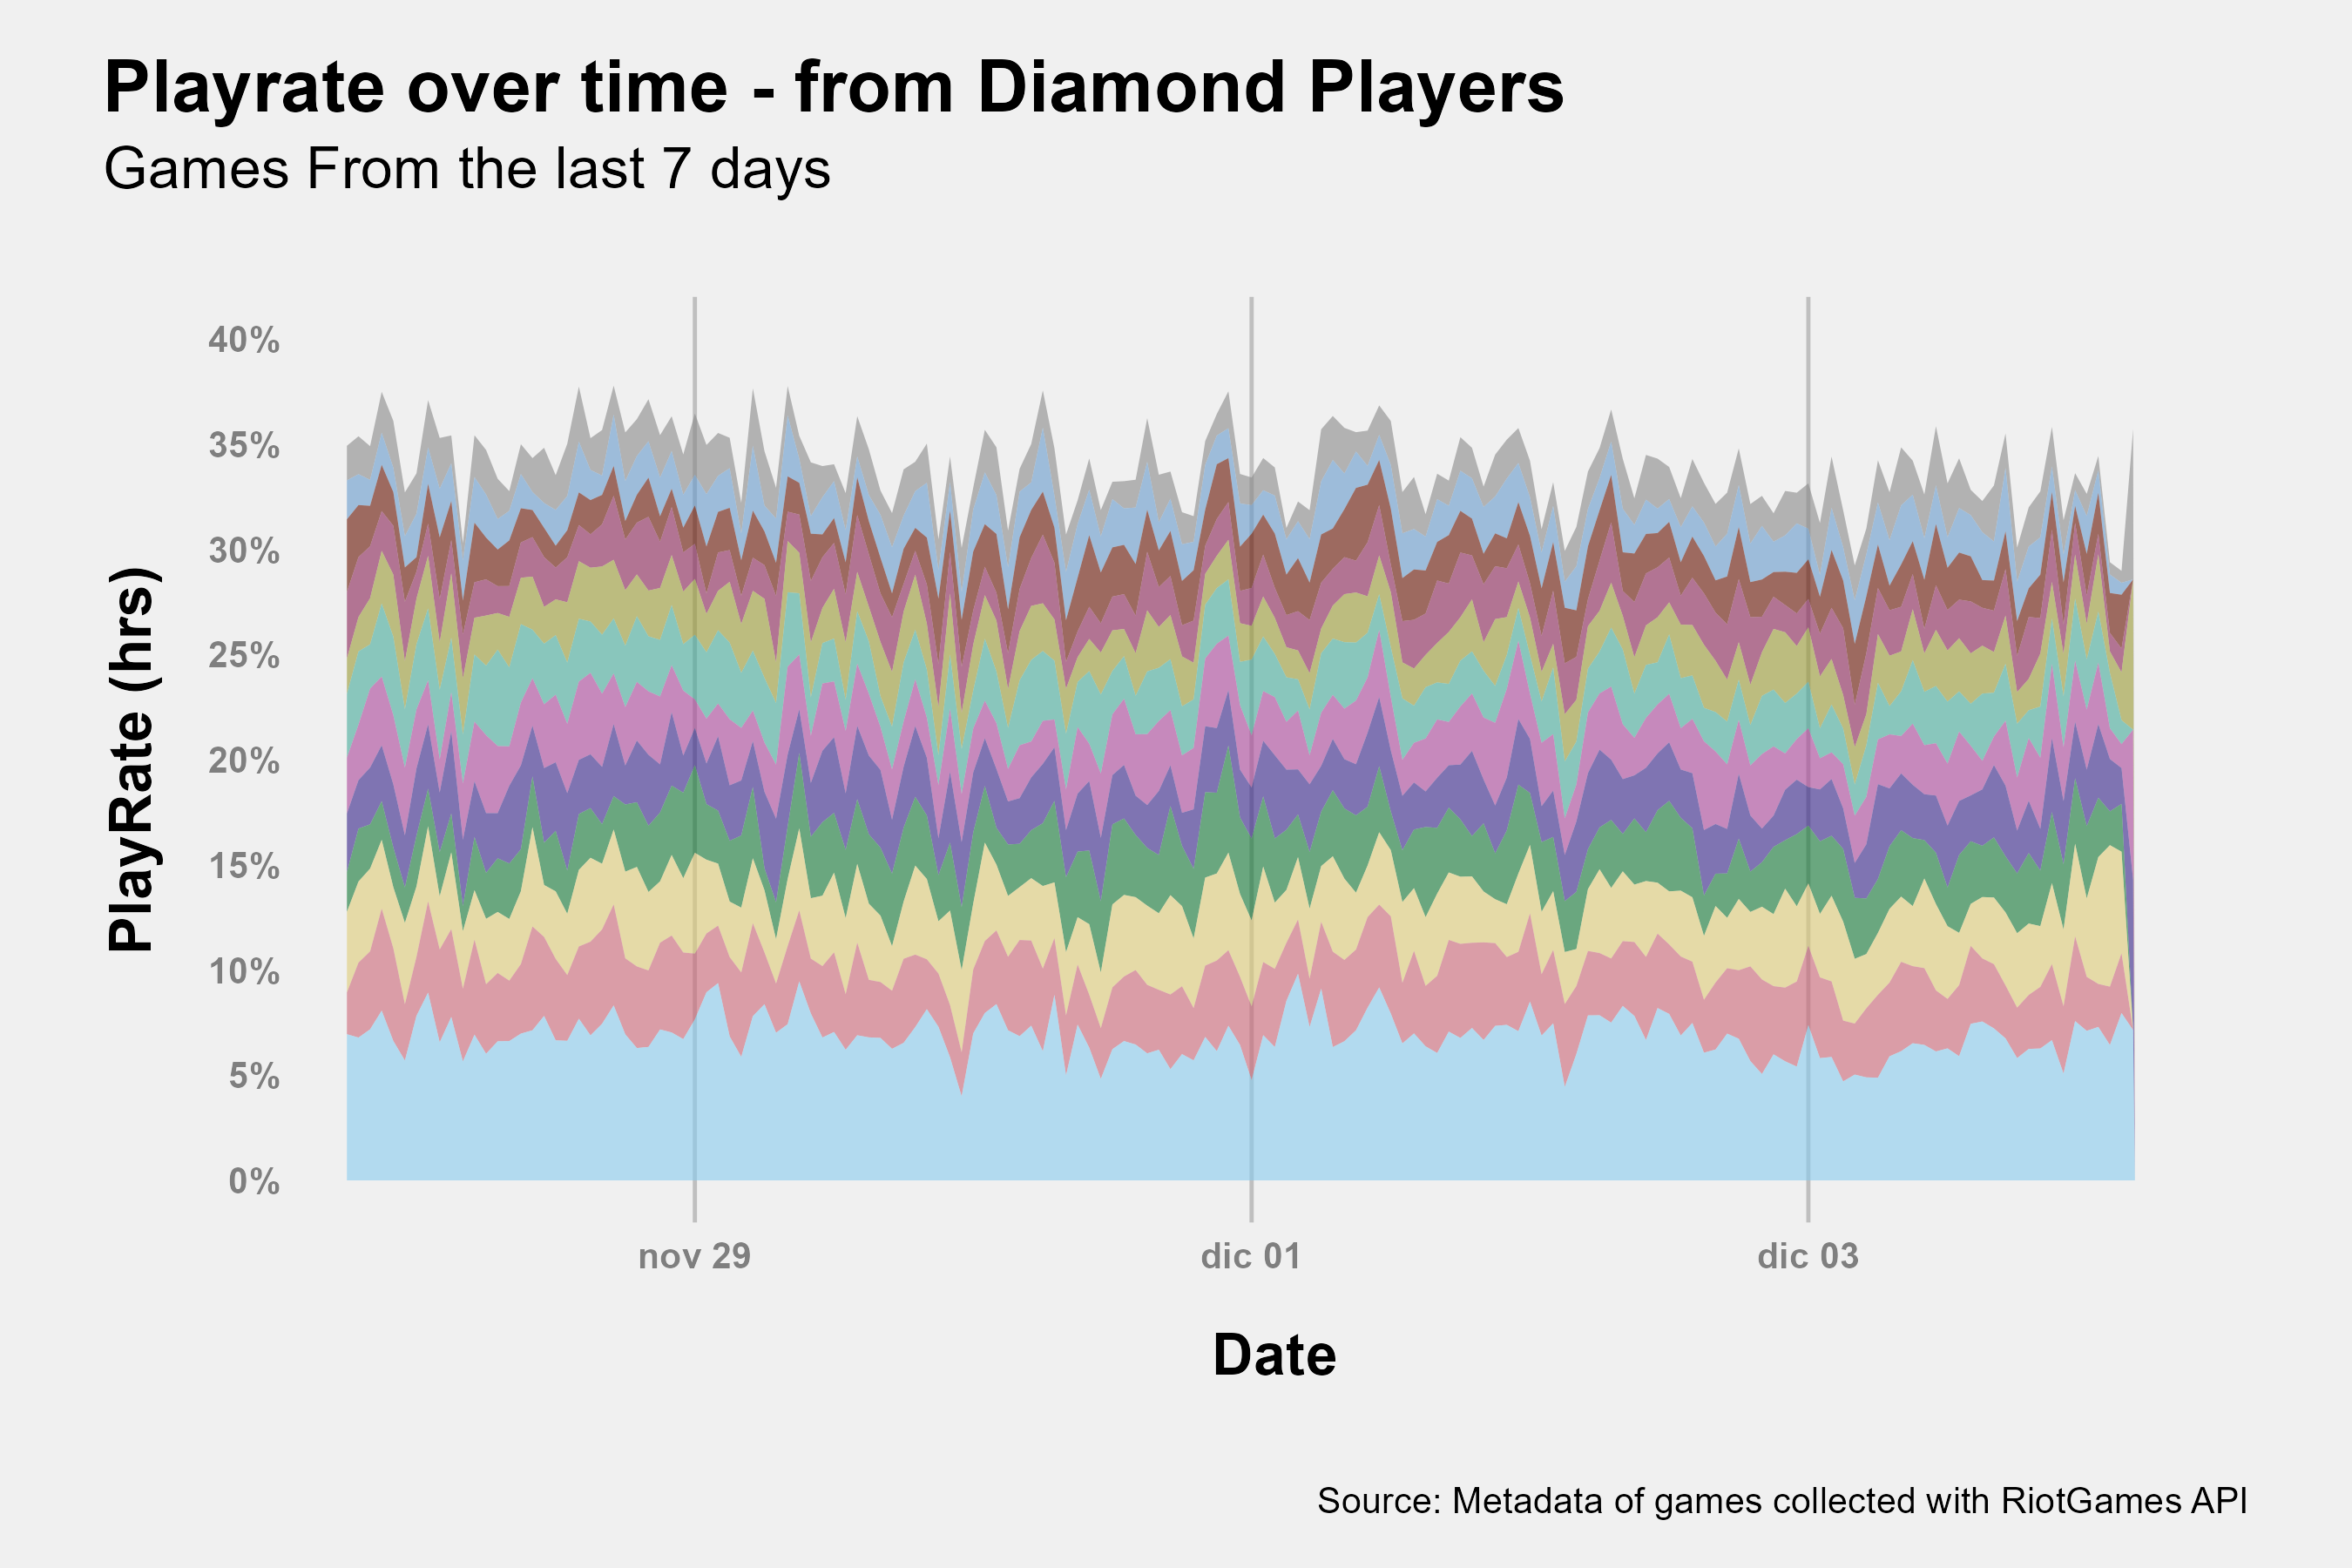 Playrate over time - from Diamond Players
Games From the last 7 days
40%
35%
30%
25%
20%
15%
10%
5%
0%
PlayRate (hrs)
nov 29
dic 01
dic 03
Date
Source: Metadata of games collected with RiotGames API